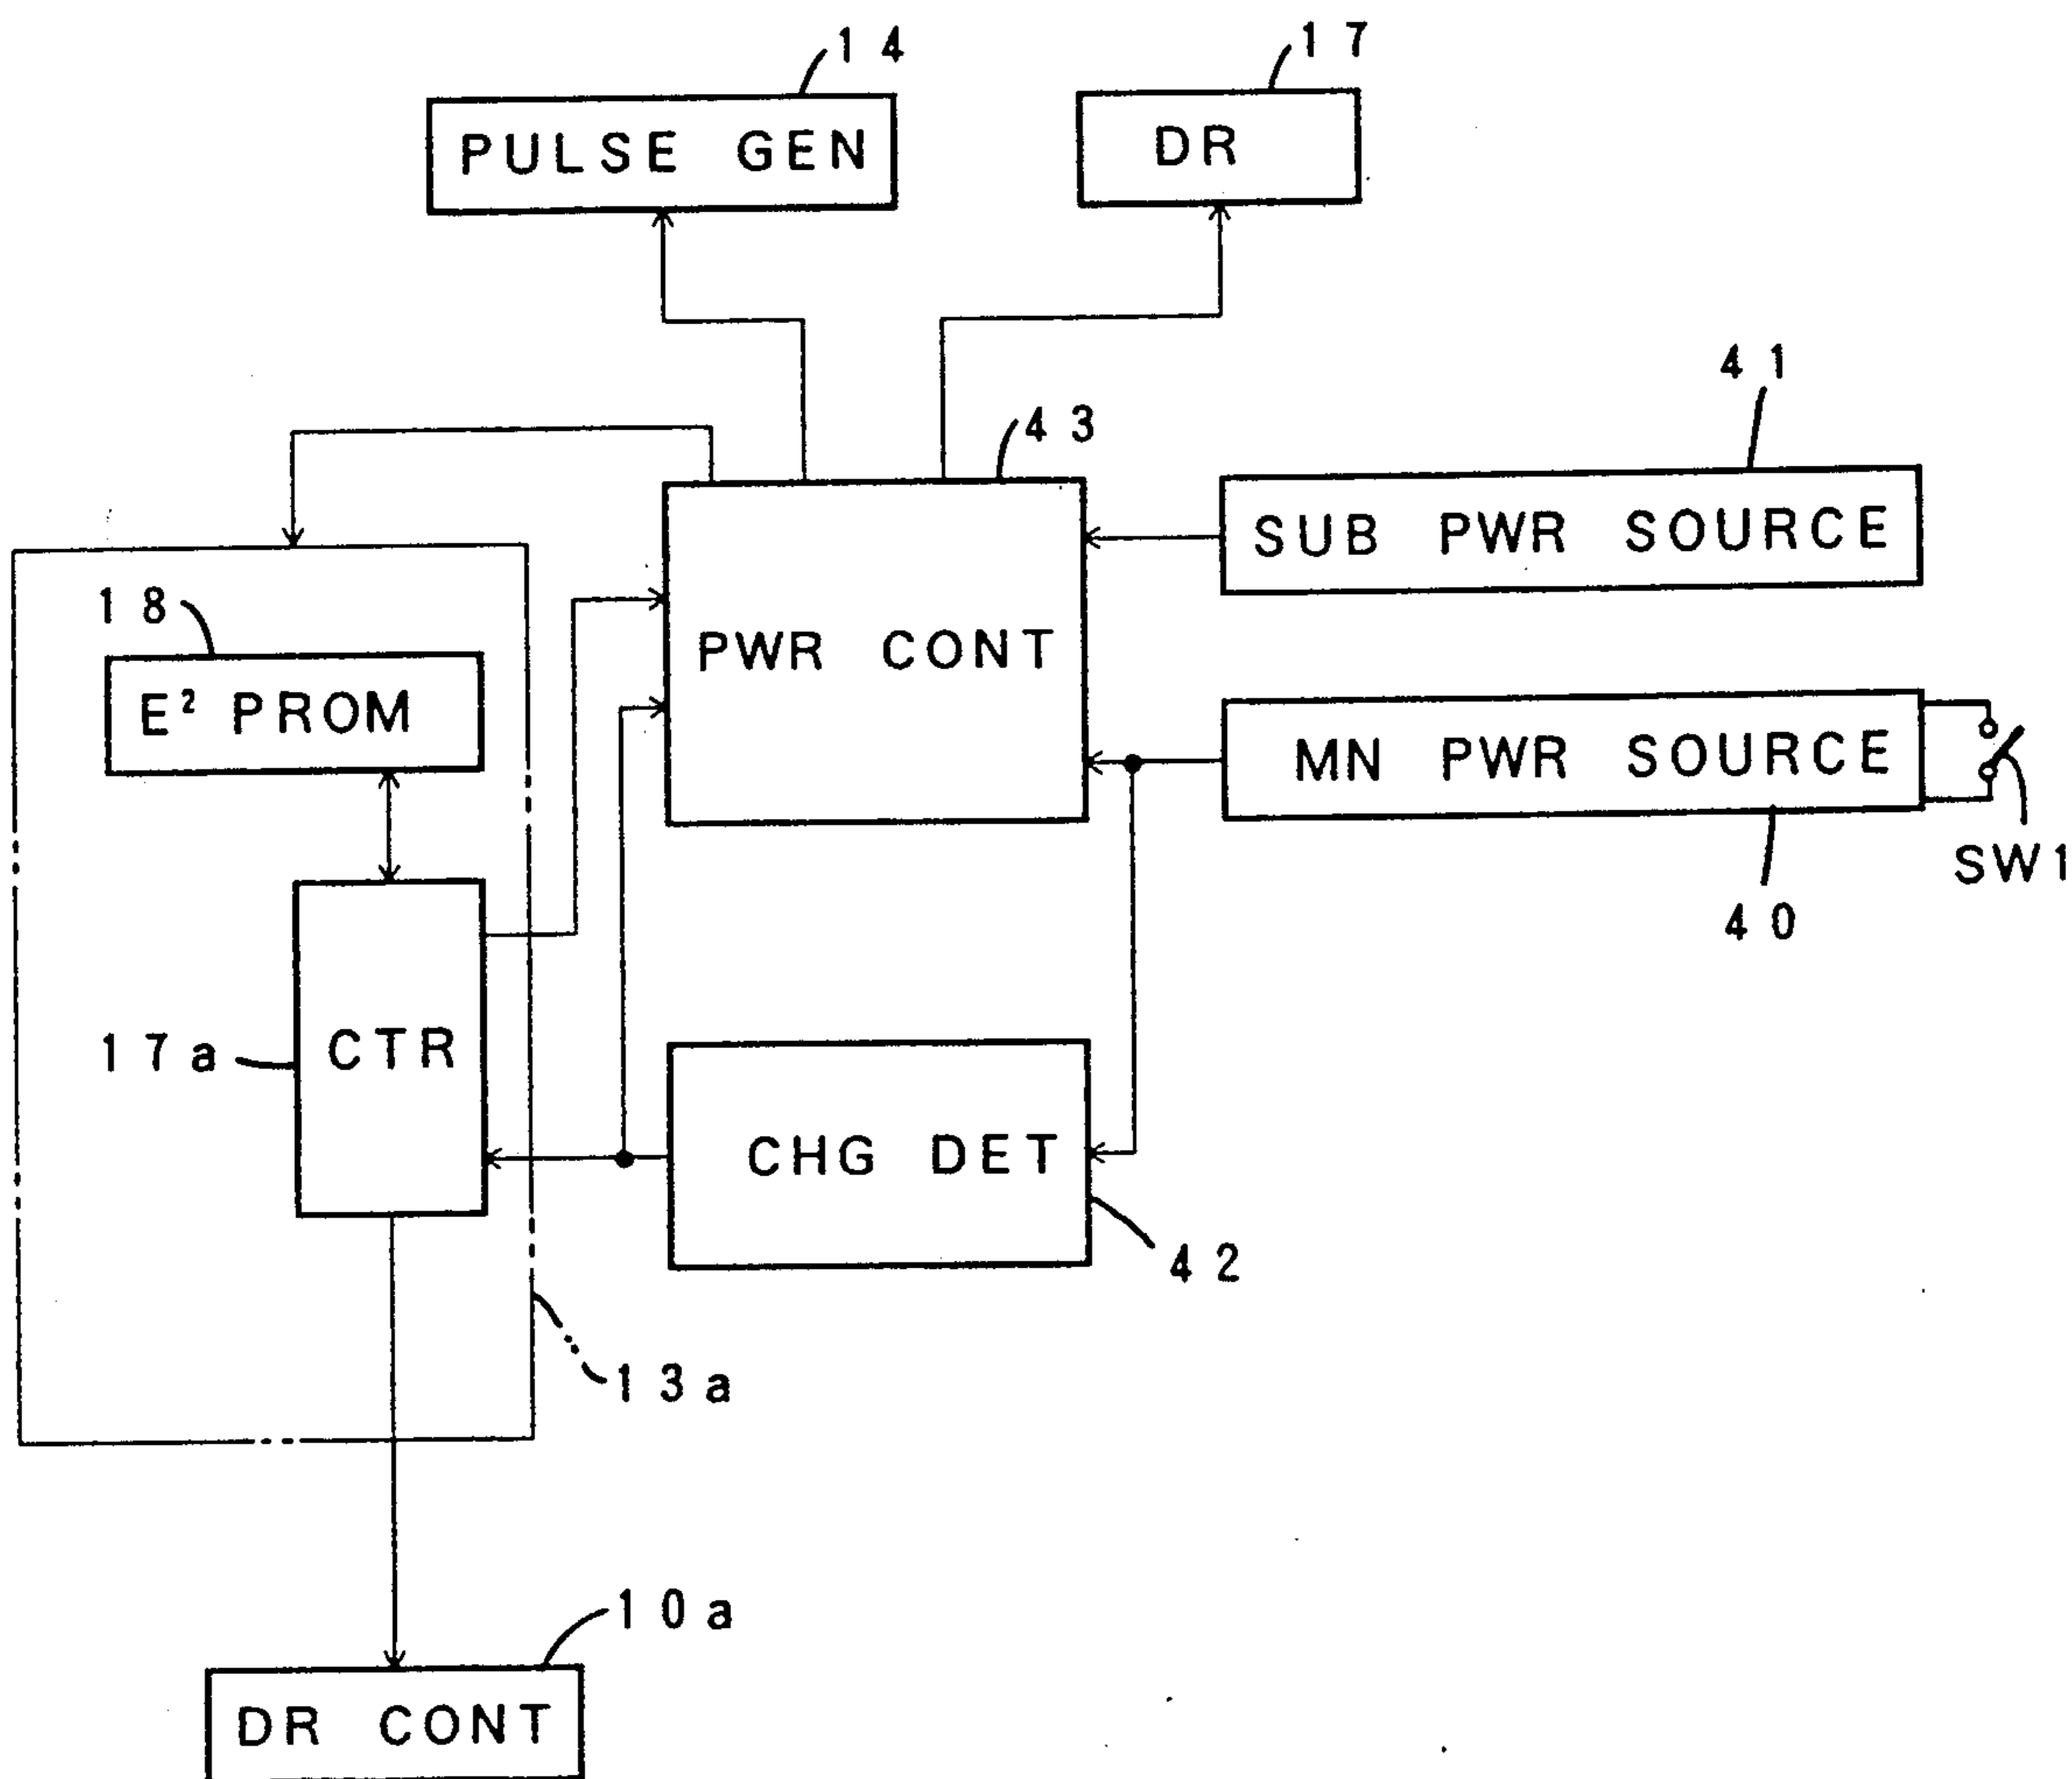 14
17
PULSE GEN
DR
41
43
SUB PWR SOURCE
18
PWR CONT
E² PROM
MN PWR SOURCE
SW1
40
17a
CTR
CHG DET
42
13a
10a
DR CONT